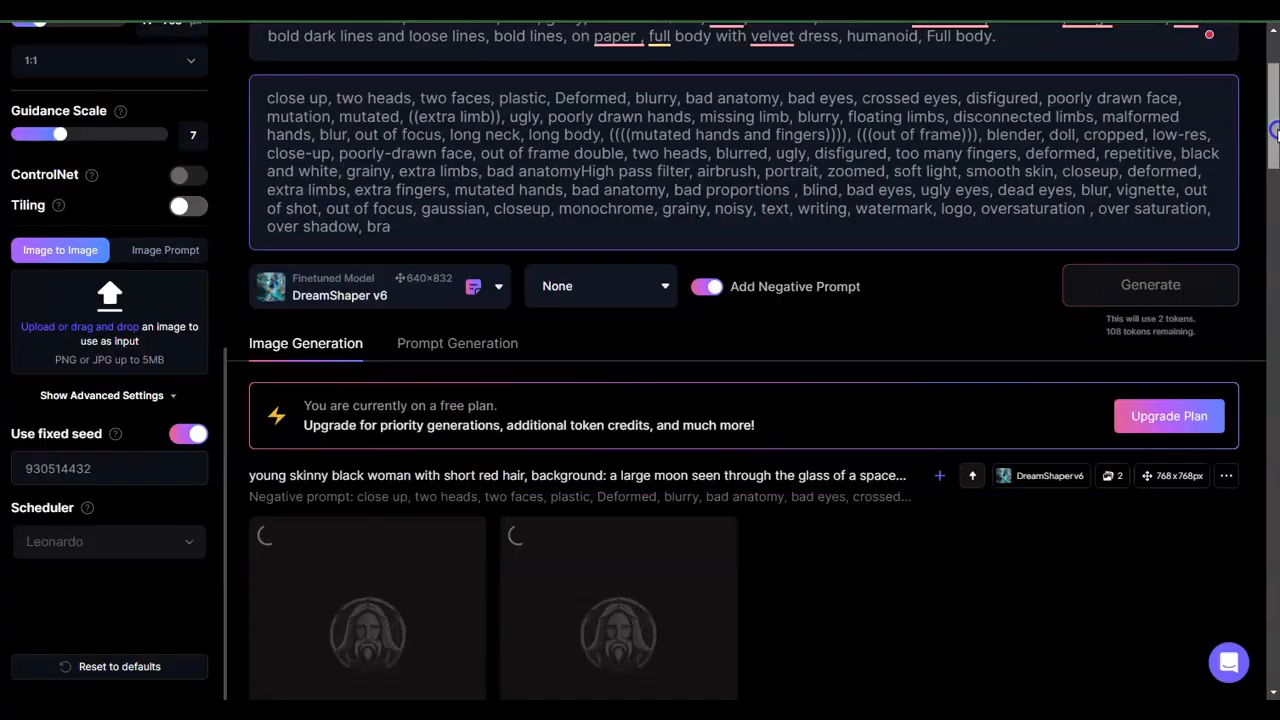 1:1
bold dark lines and loose lines, bold lines, on paper , full body with velvet dress, humanoid, Full body.
Guidance Scale
7
ControlNet
Tiling
Image to Image
Image Prompt
Upload or drag and drop an image to
use as input
PNG or JPG up to 5MB
Show Advanced Settings
Use fixed seed
930514432
Scheduler
Leonardo
Reset to defaults
close up, two heads, two faces, plastic, Deformed, blurry, bad anatomy, bad eyes, crossed eyes, disfigured, poorly drawn face,
mutation, mutated, ((extra limb)), ugly, poorly drawn hands, missing limb, blurry, floating limbs, disconnected limbs, malformed
hands, blur, out of focus, long neck, long body, ((((mutated hands and fingers)))), (((out of frame))), blender, doll, cropped, low-res,
close-up, poorly-drawn face, out of frame double, two heads, blurred, ugly, disfigured, too many fingers, deformed, repetitive, black
and white, grainy, extra limbs, bad anatomyHigh pass filter, airbrush, portrait, zoomed, soft light, smooth skin, closeup, deformed,
extra limbs, extra fingers, mutated hands, bad anatomy, bad proportions , blind, bad eyes, ugly eyes, dead eyes, blur, vignette, out
of shot, out of focus, gaussian, closeup, monochrome, grainy, noisy, text, writing, watermark, logo, oversaturation , over saturation,
over shadow, bra
Finetuned Model
640×832
DreamShaper v6
None
Add Negative Prompt
Generate
This will use 2 tokens.
108 tokens remaining.
Image Generation
Prompt Generation
You are currently on a free plan.
Upgrade for priority generations, additional token credits, and much more!
Upgrade Plan
young skinny black woman with short red hair, background: a large moon seen through the glass of a space...
DreamShaper v6
2
768x768px
Negative prompt: close up, two heads, two faces, plastic, Deformed, blurry, bad anatomy, bad eyes, crossed...